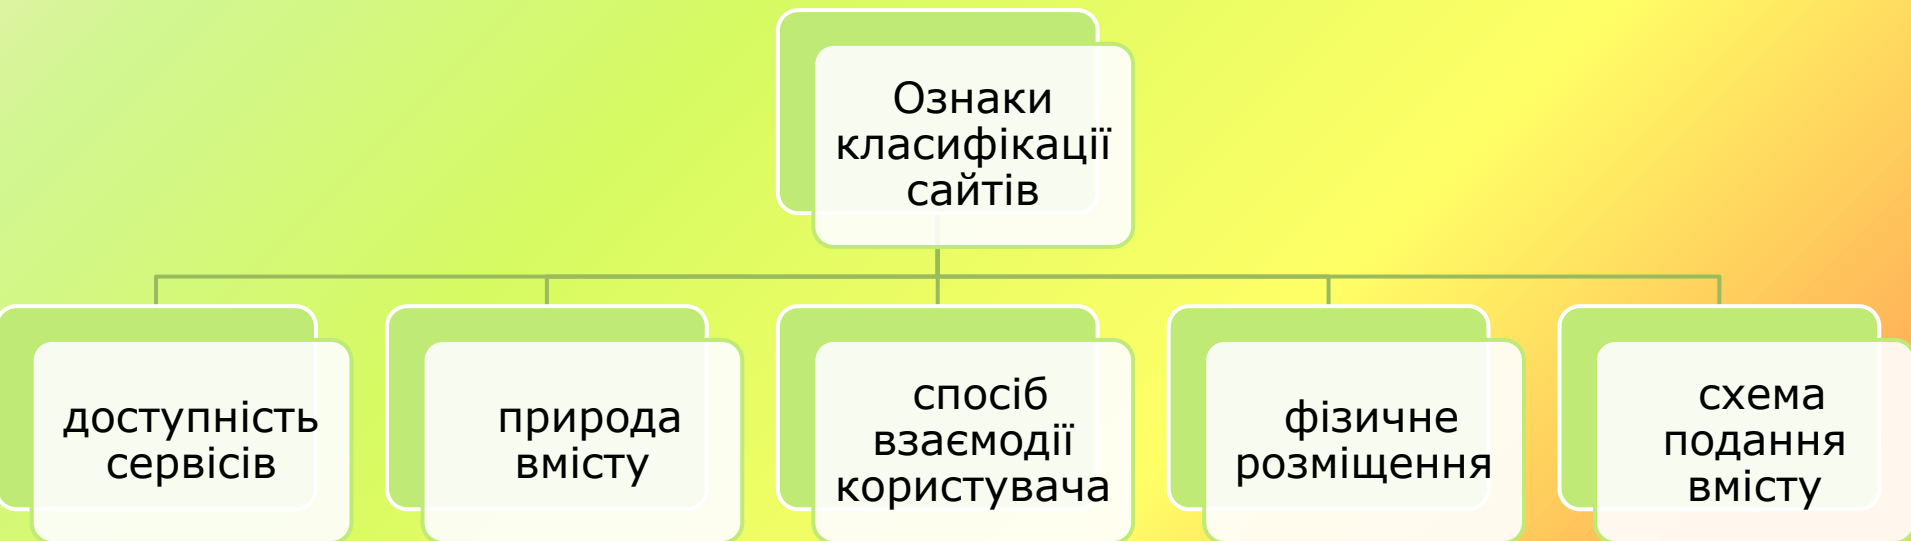 Ознаки
класифікації
сайтів
доступність
сервісів
природа
вмісту
спосіб
взаємодії
користувача
фізичне
розміщення
схема
подання
вмісту